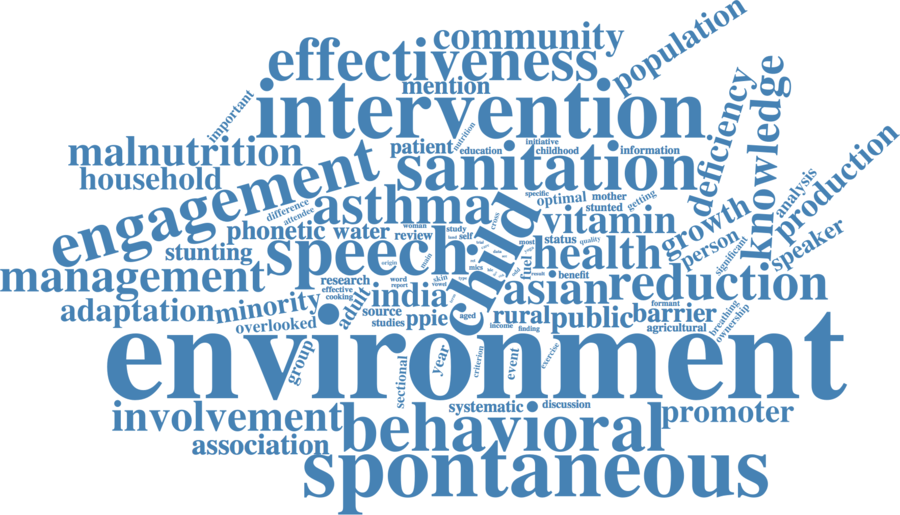 community
population
effectiveness
mention
intervention
important
nutrition
malnutrition
patient
education
initiative
childhood
information
sanitation
deficiency
knowledge
household
engagement
asthma
difference
attendee
specific
optimal
mother
stunted
getting
analysis
production
phonetic
water
woman
review
study
self
child
vitamin
growth
person
significant
speaker
stunting
speech
origin
main
most
status
quality
health
management
research
effective
cooking
word
report
skin
vowel
mics
fuel
result
benefit
asian
reduction
adaptation
minority
overlooked
adult
india
source
studies
ppie
aged
rural
income
finding
public
formant
barrier
agricultural
breathing
ownership
environment
group
sectional
year
criterion
event
exercise
involvement
association
behavioral
systematic
discussion
promoter
spontaneous